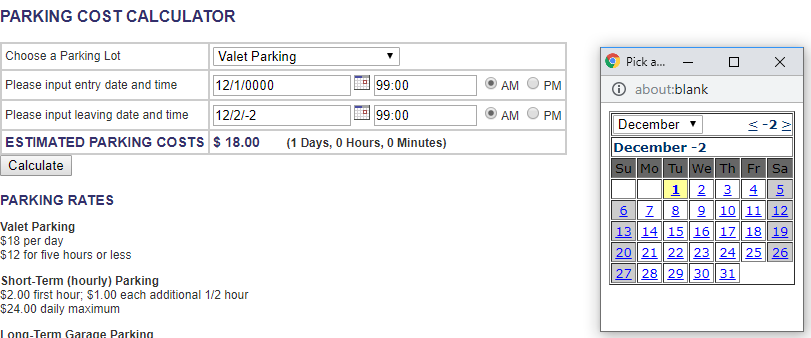 PARKING COST CALCULATOR
Choose a Parking Lot Valet Parking
Please input entry date and time 12/1/0000 99:00 AM PM
Please input leaving date and time 12/2/-2 99:00 AM PM
ESTIMATED PARKING COSTS $ 18.00 (1 Days, 0 Hours, 0 Minutes)
Calculate
PARKING RATES
Valet Parking
$18 per day
$12 for five hours or less
Short-Term (hourly) Parking
$2.00 first hour; $1.00 each additional 1/2 hour
$24.00 daily maximum
Long-Term Garage Parking
Pick a...
about:blank
December < -2 >
December -2
Su Mo Tu We Th Fr Sa
1 2 3 4 5
6 7 8 9 10 11 12
13 14 15 16 17 18 19
20 21 22 23 24 25 26
27 28 29 30 31